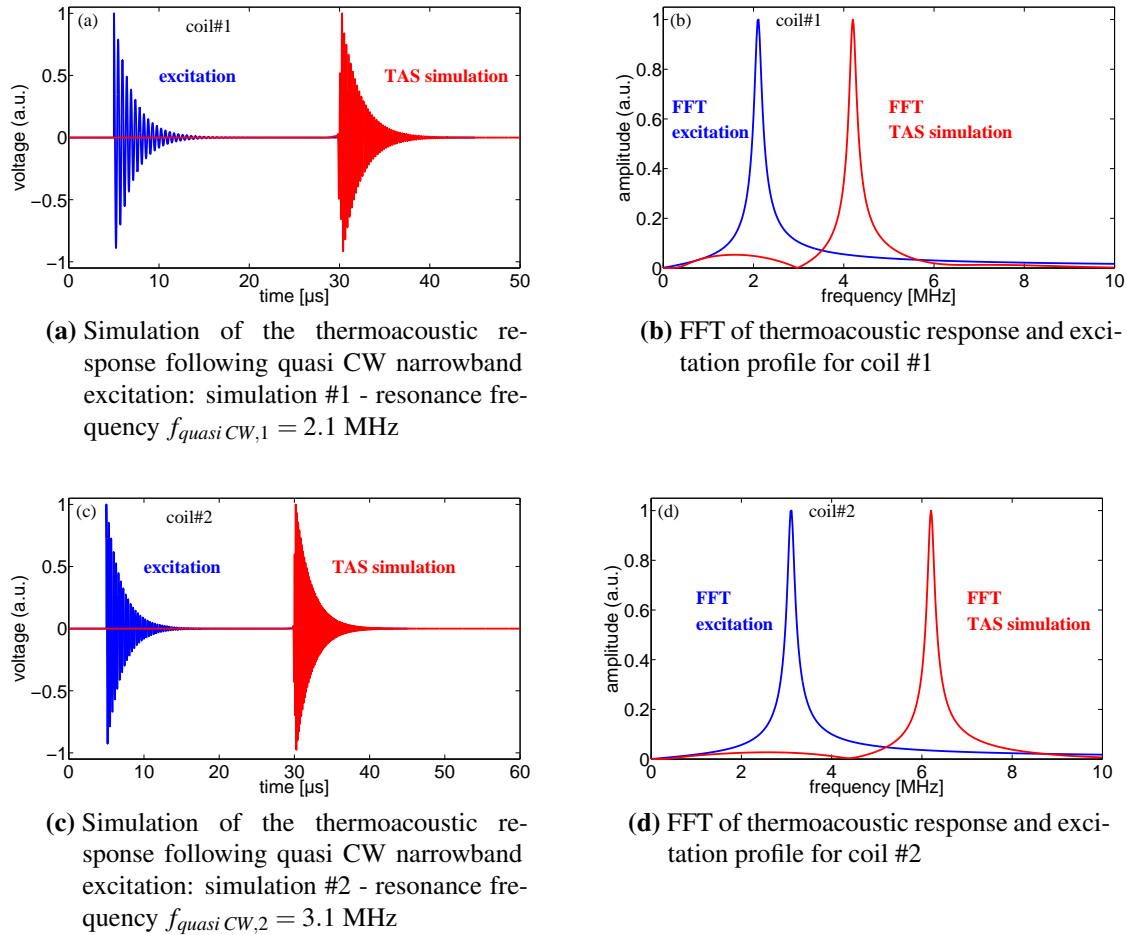 (a)
coil#1
excitation
TAS simulation
voltage (a.u.)
1
0.5
0
−0.5
−1
0 10 20 30 40 50
time [µs]
(b)
coil#1
FFT
excitation
FFT
TAS simulation
amplitude (a.u.)
1
0.8
0.6
0.4
0.2
0
0 2 4 6 8 10
frequency [MHz]
(a) Simulation of the thermoacoustic re-
sponse following quasi CW narrowband
excitation: simulation #1 - resonance fre-
quency f_{quasi CW,1} = 2.1 MHz
(b) FFT of thermoacoustic response and exci-
tation profile for coil #1
(c)
coil#2
excitation
TAS simulation
voltage (a.u.)
1
0.5
0
−0.5
−1
0 10 20 30 40 50 60
time [µs]
(d)
coil#2
FFT
excitation
FFT
TAS simulation
amplitude (a.u.)
1
0.8
0.6
0.4
0.2
0
0 2 4 6 8 10
frequency [MHz]
(c) Simulation of the thermoacoustic re-
sponse following quasi CW narrowband
excitation: simulation #2 - resonance fre-
quency f_{quasi CW,2} = 3.1 MHz
(d) FFT of thermoacoustic response and exci-
tation profile for coil #2